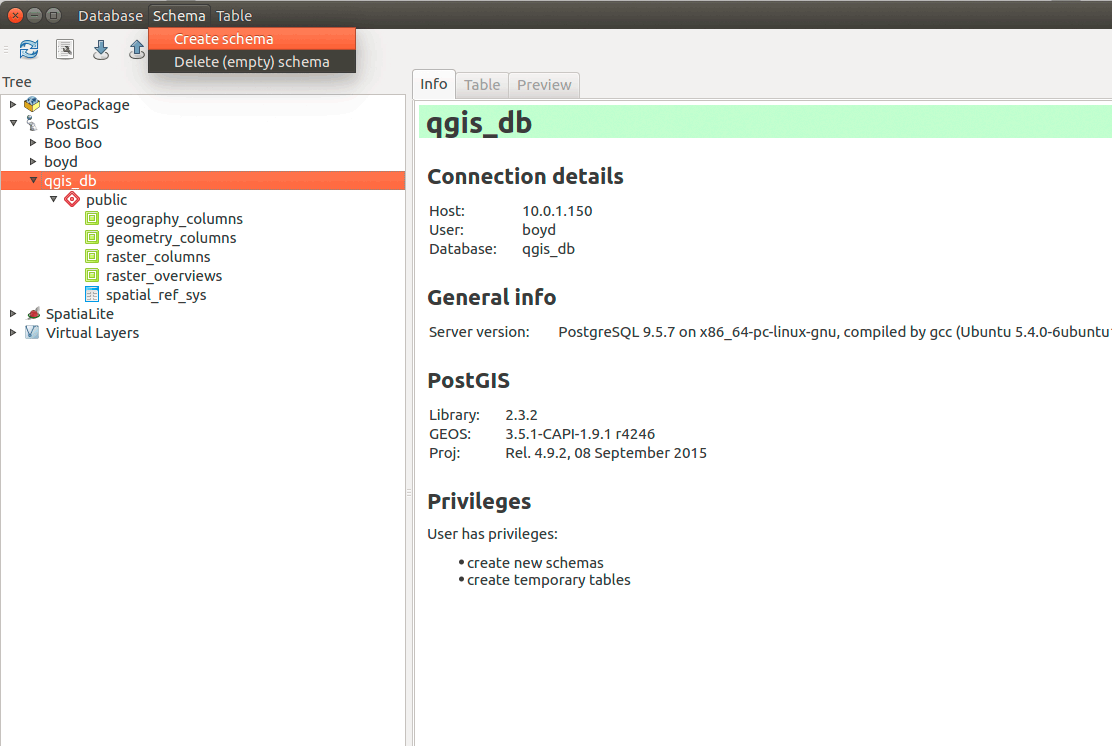 Database Schema Table
Create schema
Delete (empty) schema
Tree
GeoPackage
PostGIS
Boo Boo
boyd
qgis_db
public
geography_columns
geometry_columns
raster_columns
raster_overviews
spatial_ref_sys
SpatiaLite
Virtual Layers
Info Table Preview
qgis_db
Connection details
Host: 10.0.1.150
User: boyd
Database: qgis_db
General info
Server version: PostgreSQL 9.5.7 on x86_64-pc-linux-gnu, compiled by gcc (Ubuntu 5.4.0-6ubuntu1
PostGIS
Library: 2.3.2
GEOS: 3.5.1-CAPI-1.9.1 r4246
Proj: Rel. 4.9.2, 08 September 2015
Privileges
User has privileges:
• create new schemas
• create temporary tables